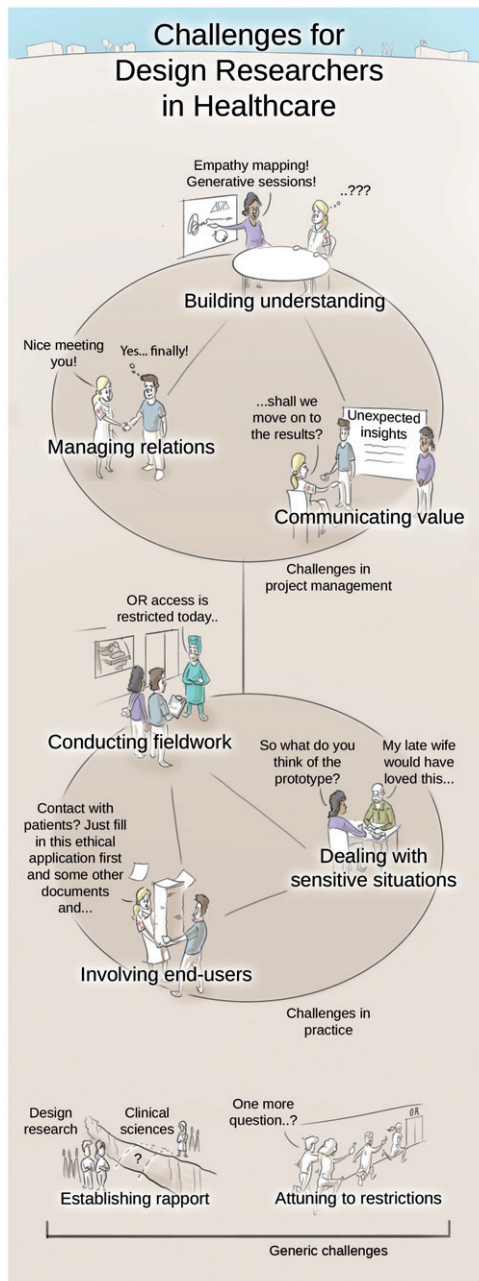 Challenges for
Design Researchers
in Healthcare
Empathy mapping!
Generative sessions!
..???
Building understanding
Nice meeting
you!
Yes... finally!
Managing relations
...shall we
move on to
the results?
Unexpected
insights
Communicating value
Challenges in
project management
OR access is
restricted today..
Conducting fieldwork
So what do you
think of the
prototype?
My late wife
would have
loved this...
Dealing with
sensitive situations
Contact with
patients? Just fill
in this ethical
application first
and some other
documents
and...
Involving end-users
Challenges in
practice
Design
research
Clinical
sciences
?
Establishing rapport
One more
question..?
OR
Attuning to restrictions
Generic challenges